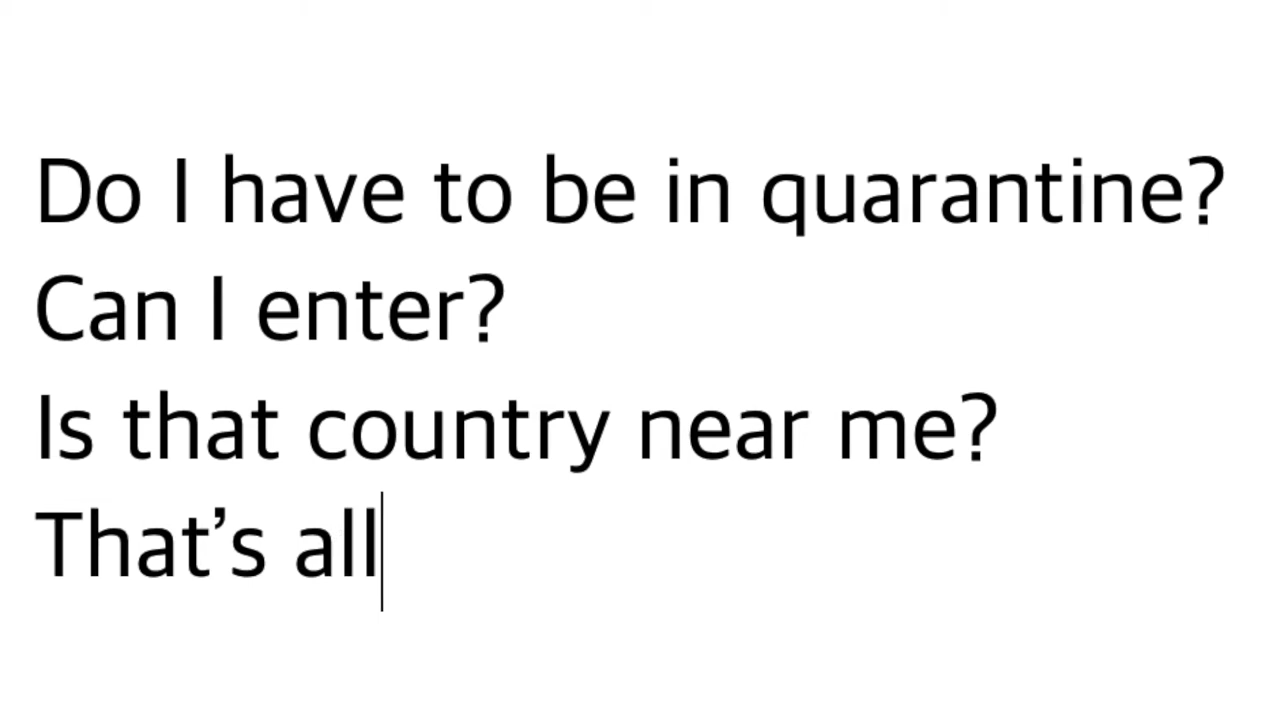 Do I have to be in quarantine?
Can I enter?
Is that country near me?
That’s all